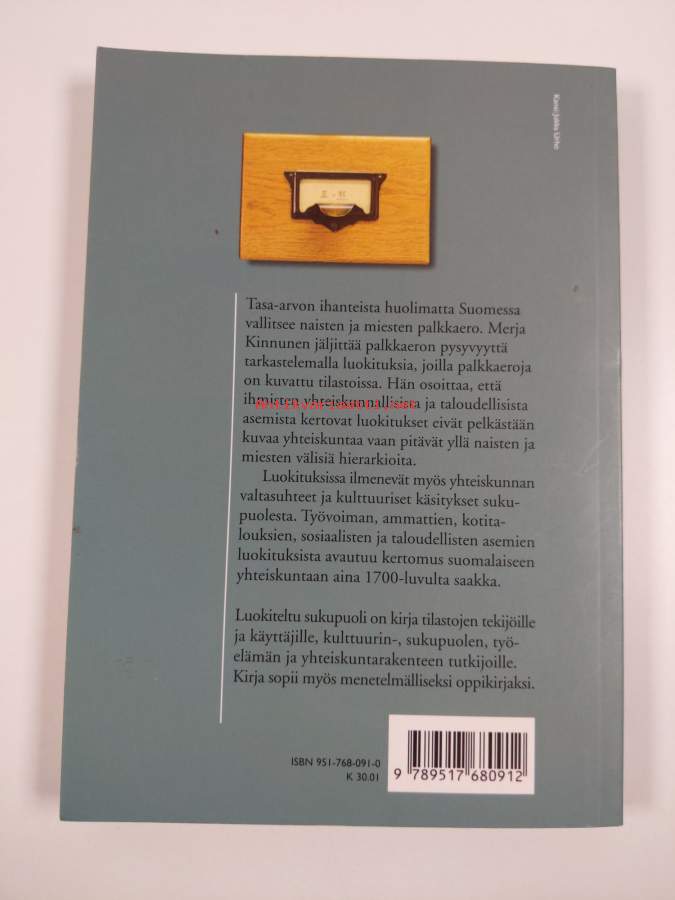 Kansi Jukka Urho
Tasa-arvon ihanteista huolimatta Suomessa
vallitsee naisten ja miesten palkkaero. Merja
Kinnunen jäljittää palkkaeron pysyvyyttä
tarkastelemalla luokituksia, joilla palkkaeroja
on kuvattu tilastoissa. Hän osoittaa, että
ihmisten yhteiskunnallisista ja taloudellisista
asemista kertovat luokitukset eivät pelkästään
kuvaa yhteiskuntaa vaan pitävät yllä naisten ja
miesten välisiä hierarkioita.
Luokituksissa ilmenevät myös yhteiskunnan
valtasuhteet ja kulttuuriset käsitykset suku-
puolesta. Työvoiman, ammattien, kotita-
louksien, sosiaalisten ja taloudellisten asemien
luokituksista avautuu kertomus suomalaiseen
yhteiskuntaan aina 1700-luvulta saakka.
Luokiteltu sukupuoli on kirja tilastojen tekijöille
ja käyttäjille, kulttuurin-, sukupuolen, työ-
elämän ja yhteiskuntarakenteen tutkijoille.
Kirja sopii myös menetelmälliseksi oppikirjaksi.
ISBN 951-768-091-0
K 30.01
9 789517 680912